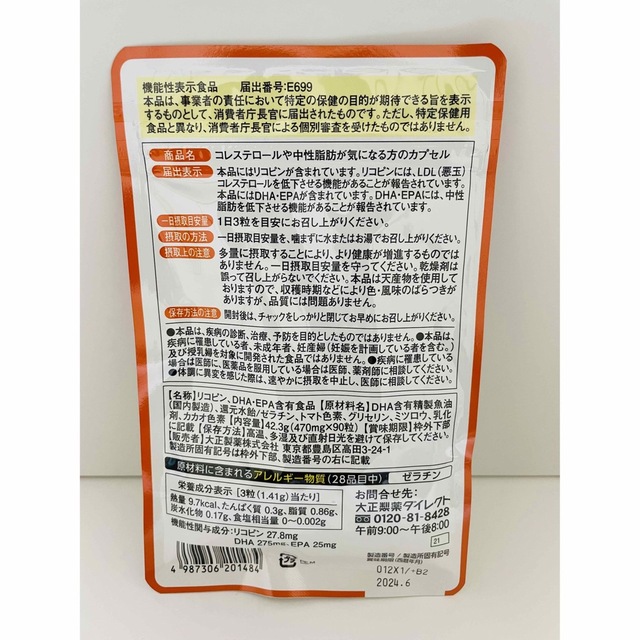 機能性表示食品 届出番号:E699
本品は、事業者の責任において特定の保健の目的が期待できる旨を表示
するものとして、消費者庁長官に届出されたものです。ただし、特定保健用
食品と異なり、消費者庁長官による個別審査を受けたものではありません。
商品名 コレステロールや中性脂肪が気になる方のカプセル
届出表示 本品にはリコピンが含まれています。リコピンには、LDL(悪玉)
コレステロールを低下させる機能があることが報告されています。
本品にはDHA・EPAが含まれています。DHA・EPAには、中性
脂肪を低下させる機能があることが報告されています。
一日摂取目安量 1日3粒を目安にお召し上がりください。
摂取の方法 一日摂取目安量を、噛まずに水またはお湯でお召し上がりください。
摂取上の注意 多量に摂取することにより、より健康が増進するものでは
ありません。一日摂取目安量を守ってください。乾燥剤は
誤って召し上がらないでください。本品は天産物を使用して
おりますので、収穫時期などにより色・風味のばらつきが
ありますが、品質には問題ありません。
保存方法の注意 開封後は、チャックをしっかりと閉じてお早めにお召し上がりください。
●本品は、疾病の診断、治療、予防を目的としたものではありません。●本品は、
疾病に罹患している者、未成年者、妊産婦(妊娠を計画している者を含む。)
及び授乳婦を対象に開発された食品ではありません。●疾病に罹患している
場合は医師に、医薬品を服用している場合は医師、薬剤師に相談してください。
●体調に異変を感じた際は、速やかに摂取を中止し、医師に相談してください。
【名称】リコピン、DHA・EPA含有食品【原材料名】DHA含有精製魚油
(国内製造)、還元水飴/ゼラチン、トマト色素、グリセリン、ミツロウ、乳化
剤、カカオ色素【内容量】42.3g(470mg×90粒)【賞味期限】枠外下部
に記載【保存方法】高温、多湿及び直射日光を避けて保存してください。
【販売者】大正製薬株式会社 東京都豊島区高田3-24-1
製造所固有記号は枠外下部、製造番号の右に記載
原材料に含まれるアレルギー物質(28品目中) ゼラチン
栄養成分表示[3粒(1.41g)当たり]
熱量 9.7kcal、たんぱく質 0.3g、脂質 0.86g、
炭水化物 0.17g、食塩相当量 0〜0.002g
機能性関与成分:リコピン 27.8mg
DHA 275mg、EPA 25mg
お問合せ先:
大正製薬ダイレクト
0120-81-8428
午前9:00〜午後8:00
21
4 987306 201484
プラ
製造番号/製造所固有記号
賞味期限(西暦年月)
2024.6